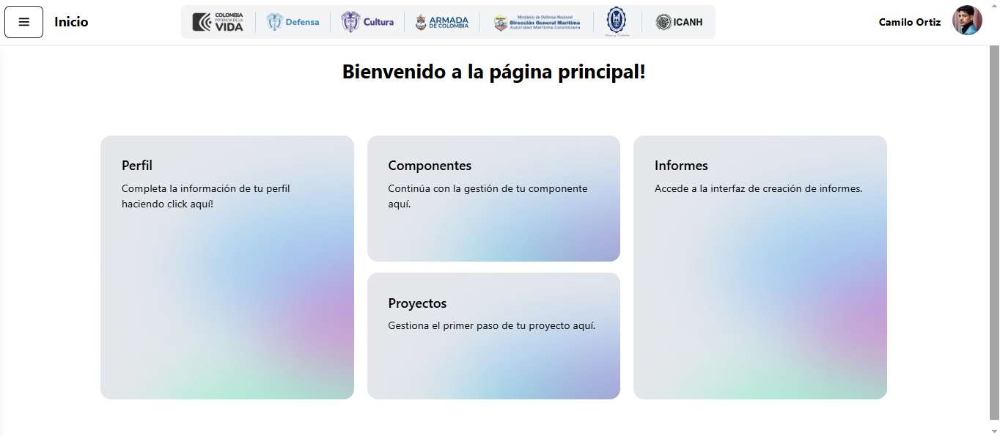 Inicio
COLOMBIA
POTENCIA DE LA
VIDA
Defensa
Cultura
ARMADA
DE COLOMBIA
Ministerio de Defensa Nacional
Dirección General Marítima
Autoridad Marítima Colombiana
ICANH
Camilo Ortiz
Bienvenido a la página principal!
Perfil
Completa la información de tu perfil
haciendo click aquí!
Componentes
Continúa con la gestión de tu componente
aquí.
Proyectos
Gestiona el primer paso de tu proyecto aquí.
Informes
Accede a la interfaz de creación de informes.